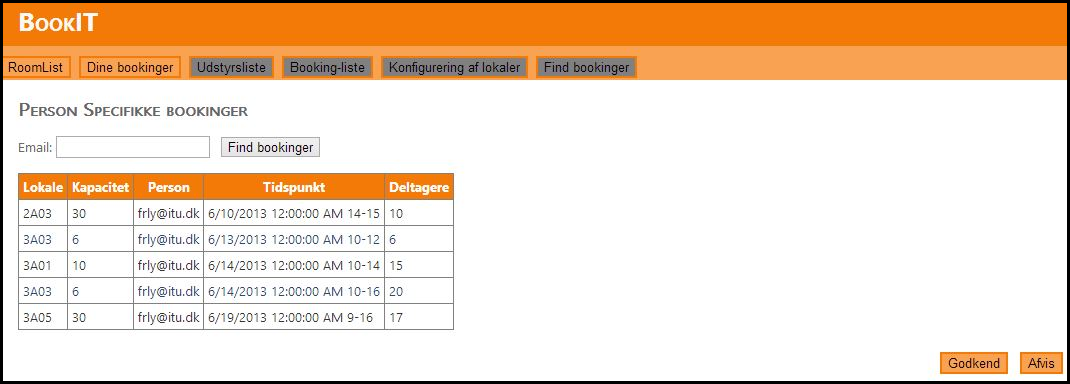 BookIT
RoomList Dine bookinger Udstyrsliste Booking-liste Konfigurering af lokaler Find bookinger
Person Specifikke bookinger
Email: Find bookinger
Lokale Kapacitet Person Tidspunkt Deltagere
2A03 30 frly@itu.dk 6/10/2013 12:00:00 AM 14-15 10
3A03 6 frly@itu.dk 6/13/2013 12:00:00 AM 10-12 6
3A01 10 frly@itu.dk 6/14/2013 12:00:00 AM 10-14 15
3A03 6 frly@itu.dk 6/14/2013 12:00:00 AM 10-16 20
3A05 30 frly@itu.dk 6/19/2013 12:00:00 AM 9-16 17
Godkend Afvis